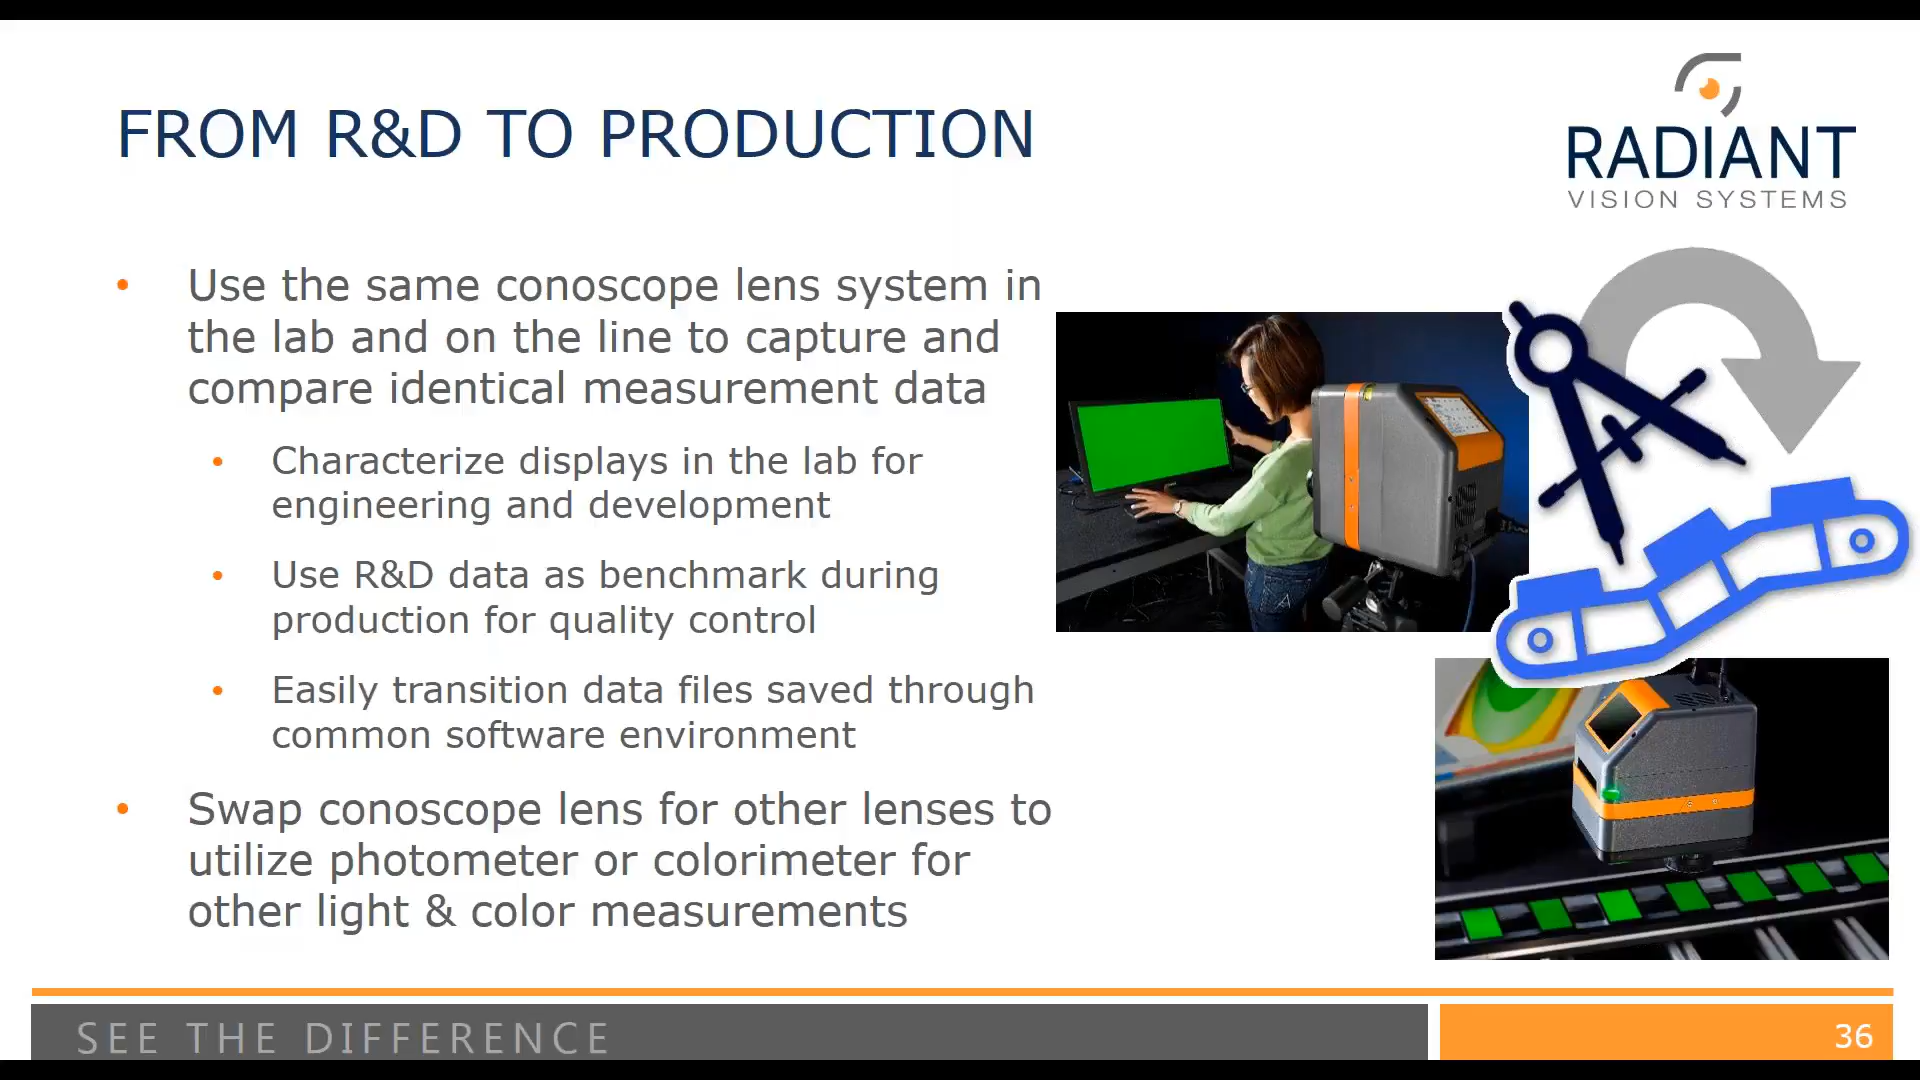 FROM R&D TO PRODUCTION
RADIANT
VISION SYSTEMS
• Use the same conoscope lens system in
the lab and on the line to capture and
compare identical measurement data
• Characterize displays in the lab for
engineering and development
• Use R&D data as benchmark during
production for quality control
• Easily transition data files saved through
common software environment
• Swap conoscope lens for other lenses to
utilize photometer or colorimeter for
other light & color measurements
SEE THE DIFFERENCE
36